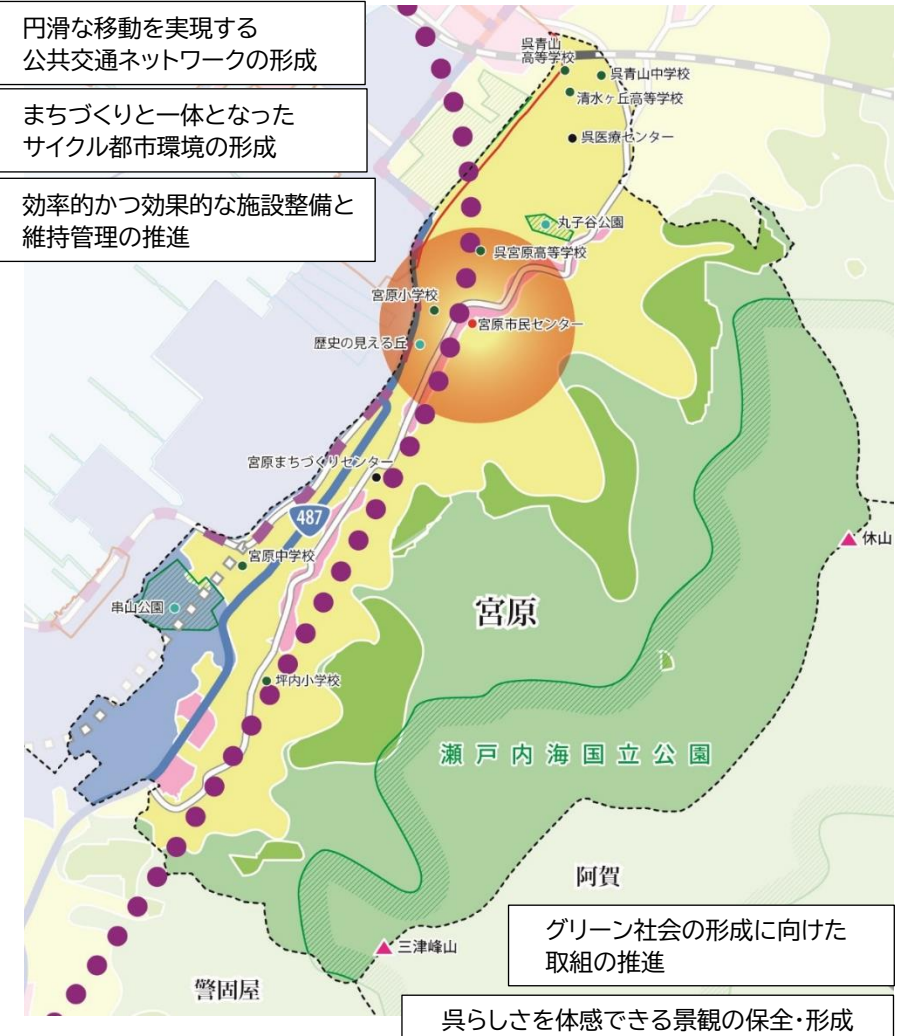 円滑な移動を実現する
公共交通ネットワークの形成
まちづくりと一体となった
サイクル都市環境の形成
効率的かつ効果的な施設整備と
維持管理の推進
呉青山
高等学校
呉青山中学校
清水ヶ丘高等学校
呉医療センター
丸子谷公園
呉宮原高等学校
宮原小学校
宮原市民センター
歴史の見える丘
宮原まちづくりセンター
487
休山
宮原中学校
串山公園
宮原
坪内小学校
瀬戸内海国立公園
阿賀
三津峰山
警固屋
グリーン社会の形成に向けた
取組の推進
呉らしさを体感できる景観の保全・形成